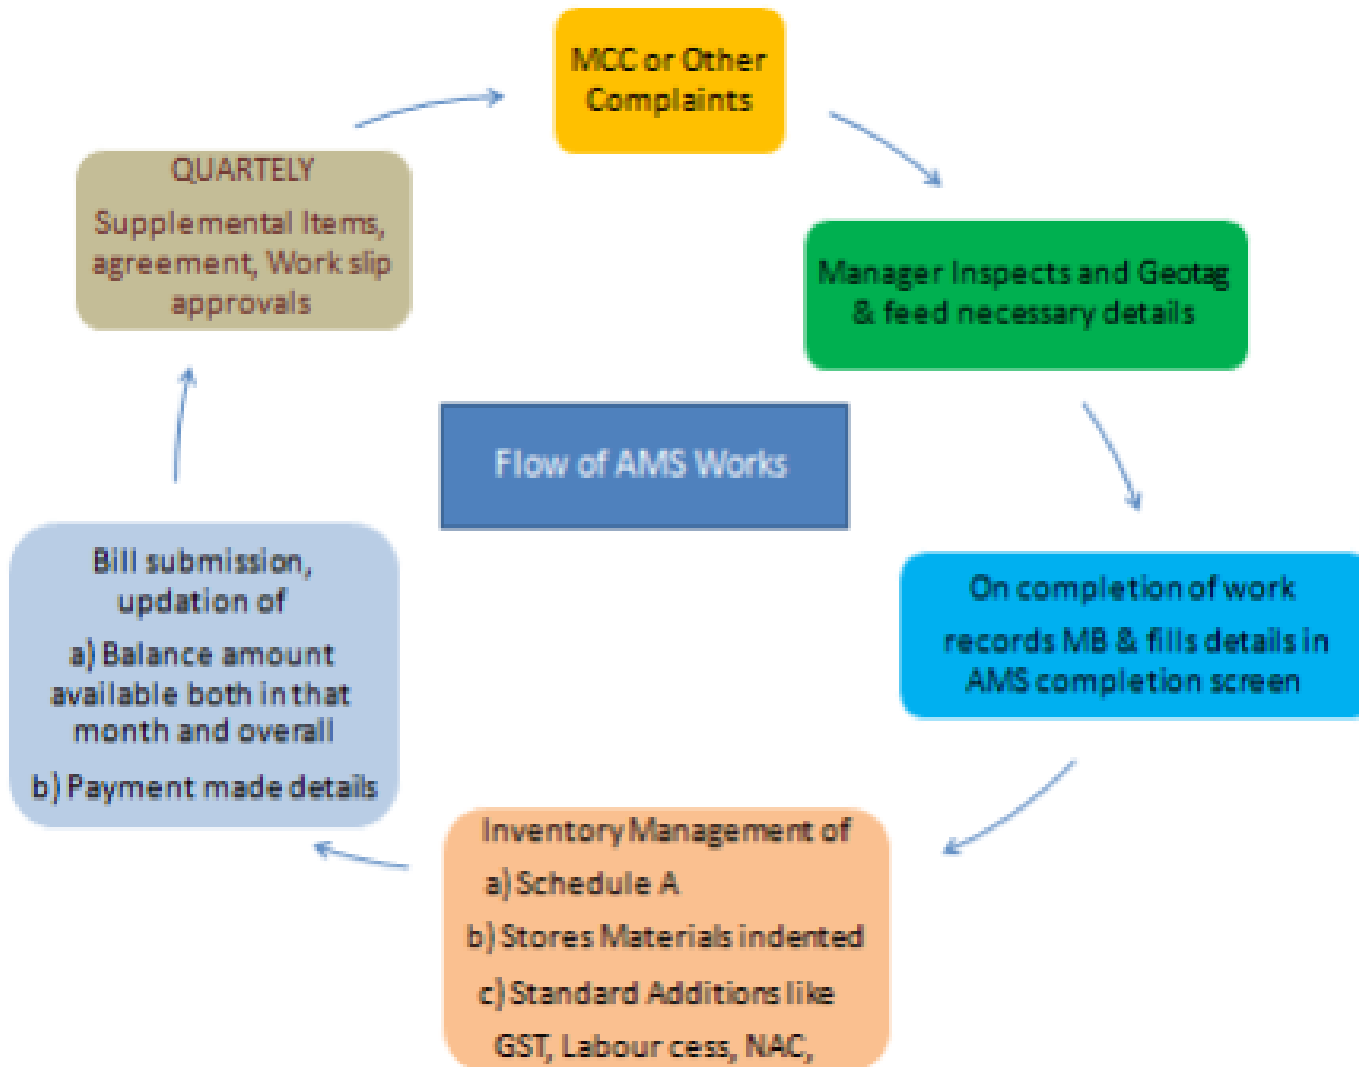 MCC or Other
Complaints
Manager Inspects and Geotag
& feed necessary details
On completion of work
records MB & fills details in
AMS completion screen
Inventory Management of
a) Schedule A
b) Stores Materials indented
c) Standard Additions like
GST, Labour cess, NAC,
Bill submission,
updation of
a) Balance amount
available both in that
month and overall
b) Payment made details
QUARTELY
Supplemental Items,
agreement, Work slip
approvals
Flow of AMS Works